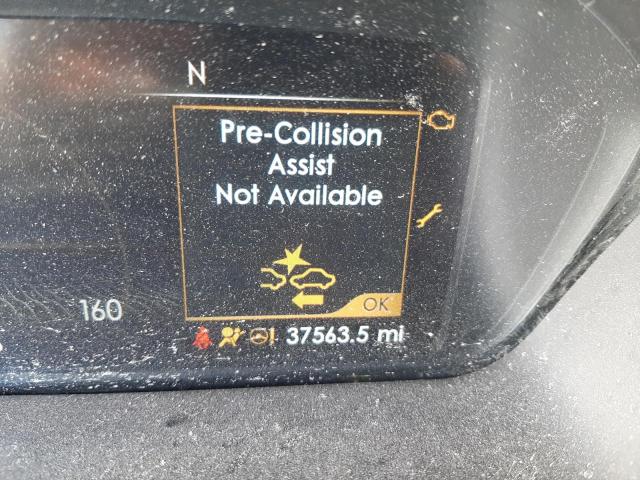 N
Pre-Collision
Assist
Not Available
OK
160
37563.5 mi